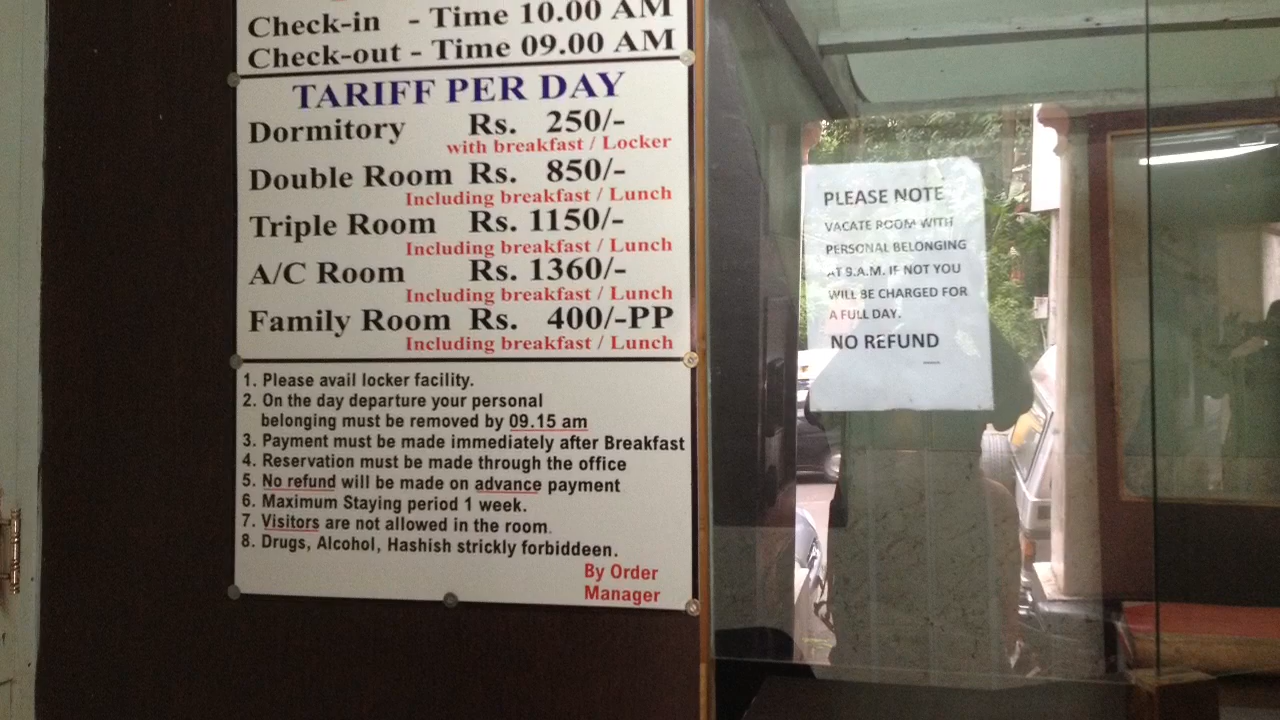 Check-in - Time 10.00 AM
Check-out - Time 09.00 AM
TARIFF PER DAY
Dormitory Rs. 250/-
with breakfast / Locker
Double Room Rs. 850/-
Including breakfast / Lunch
Triple Room Rs. 1150/-
Including breakfast / Lunch
A/C Room Rs. 1360/-
Including breakfast / Lunch
Family Room Rs. 400/-PP
Including breakfast / Lunch
1. Please avail locker facility.
2. On the day departure your personal
belonging must be removed by 09.15 am
3. Payment must be made immediately after Breakfast
4. Reservation must be made through the office
5. No refund will be made on advance payment
6. Maximum Staying period 1 week.
7. Visitors are not allowed in the room.
8. Drugs, Alcohol, Hashish strickly forbiddeen.
By Order
Manager
PLEASE NOTE
VACATE ROOM WITH
PERSONAL BELONGING
AT 9.A.M. IF NOT YOU
WILL BE CHARGED FOR
A FULL DAY.
NO REFUND